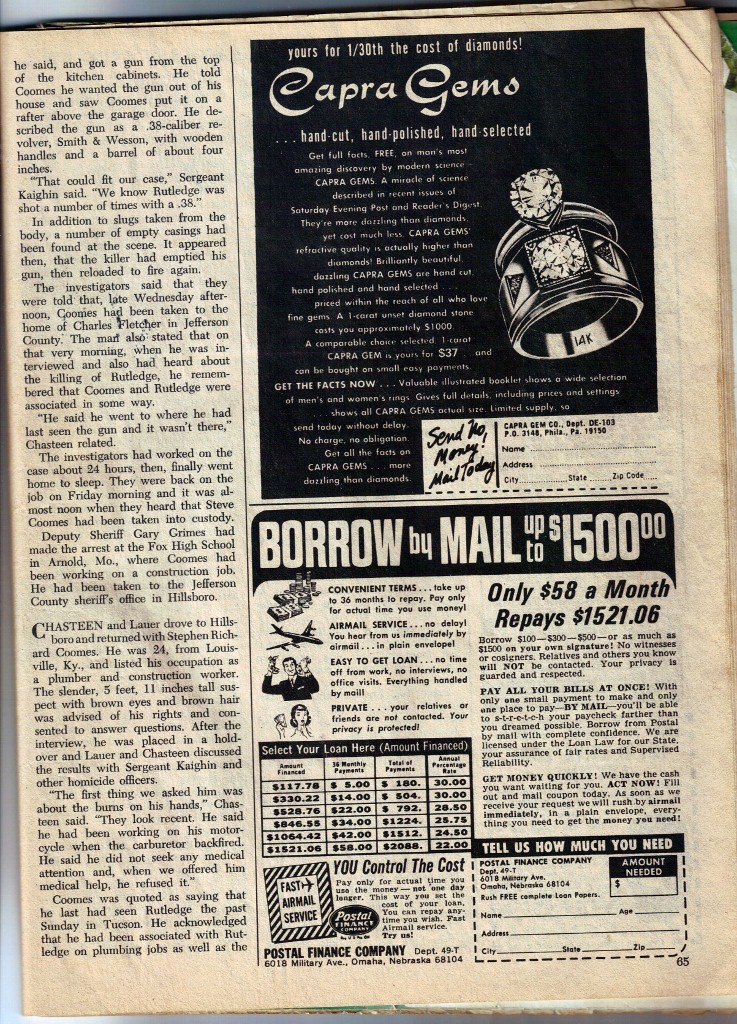 he said, and got a gun from the top
of the kitchen cabinets. He told
Coomes he wanted the gun out of his
house and saw Coomes put it on a
rafter above the garage door. He de-
scribed the gun as a .38-caliber re-
volver, Smith & Wesson, with wooden
handles and a barrel of about four
inches.
"That could fit our case," Sergeant
Kaighin said. "We know Rutledge was
shot a number of times with a .38."
In addition to slugs taken from the
body, a number of empty casings had
been found at the scene. It appeared
then, that the killer had emptied his
gun, then reloaded to fire again.
The investigators said that they
were told that, late Wednesday after-
noon, Coomes had been taken to the
home of Charles Fletcher in Jefferson
County. The man also stated that on
that very morning, when he was in-
terviewed and also had heard about
the killing of Rutledge, he remem-
bered that Coomes and Rutledge were
associated in some way.
"He said he went to where he had
last seen the gun and it wasn't there,"
Chasteen related.
The investigators had worked on the
case about 24 hours, then, finally went
home to sleep. They were back on the
job on Friday morning and it was al-
most noon when they heard that Steve
Coomes had been taken into custody.
Deputy Sheriff Gary Grimes had
made the arrest at the Fox High School
in Arnold, Mo., where Coomes had
been working on a construction job.
He had been taken to the Jefferson
County sheriff's office in Hillsboro.
CHASTEEN and Lauer drove to Hills-
boro and returned with Stephen Rich-
ard Coomes. He was 24, from Louis-
ville, Ky., and listed his occupation as
a plumber and construction worker.
The slender, 5 feet, 11 inches tall sus-
pect with brown eyes and brown hair
was advised of his rights and con-
sented to answer questions. After the
interview, he was placed in a hold-
over and Lauer and Chasteen discussed
the results with Sergeant Kaighin and
other homicide officers.
"The first thing we asked him was
about the burns on his hands," Chas-
teen said. "They look recent. He said
he had been working on his motor-
cycle when the carburetor backfired.
He said he did not seek any medical
attention and, when we offered him
medical help, he refused it."
Coomes was quoted as saying that
he last had seen Rutledge the past
Sunday in Tucson. He acknowledged
that he had been associated with Rut-
ledge on plumbing jobs as well as the
yours for 1/30th the cost of diamonds!
Capra Gems
...hand-cut, hand-polished, hand-selected
Get full facts, FREE, on man's most
amazing discovery by modern science—
CAPRA GEMS. A miracle of science
described in recent issues of
Saturday Evening Post and Reader's Digest.
They're more dazzling than diamonds,
yet cost much less. CAPRA GEMS'
refractive quality is actually higher than
diamonds! Brilliantly beautiful,
dazzling CAPRA GEMS are hand cut,
hand polished and hand selected ...
priced within the reach of all who love
fine gems. A 1-carat unset diamond stone
costs you approximately $1000.
A comparable choice selected 1-carat
CAPRA GEM is yours for $37 ... and
can be bought on small easy payments.
GET THE FACTS NOW ... Valuable illustrated booklet shows a wide selection
of men's and women's rings. Gives full details, including prices and settings
... shows all CAPRA GEMS actual size. Limited supply, so
send today without delay.
No charge, no obligation.
Get all the facts on
CAPRA GEMS ... more
dazzling than diamonds.
14K
Send No
Money!
Mail Today
CAPRA GEM CO., Dept. DE-103
P.O. 3148, Phila., Pa. 19150
Name
Address
City State Zip Code
BORROW by MAIL up to $1500.00
CONVENIENT TERMS ... take up
to 36 months to repay. Pay only
for actual time you use money!
AIRMAIL SERVICE ... no delay!
You hear from us immediately by
airmail ... in plain envelope!
EASY TO GET LOAN ... no time
off from work, no interviews, no
office visits. Everything handled
by mail!
PRIVATE ... your relatives or
friends are not contacted. Your
privacy is protected!
Select Your Loan Here (Amount Financed)
Amount Financed 36 Monthly Payments Total of Payments Annual Percentage Rate
$117.78 $ 5.00 $ 180. 30.00
$330.22 $14.00 $ 504. 30.00
$528.76 $22.00 $ 792. 28.50
$846.55 $34.00 $1224. 25.75
$1064.42 $42.00 $1512. 24.50
$1521.06 $58.00 $2088. 22.00
FAST
AIRMAIL
SERVICE
YOU Control The Cost
Pay only for actual time you
use the money — not one day
longer. This way you set the
cost of your loan.
You can repay any-
time you wish. Fast
Airmail service.
Try us!
Postal
FINANCE
COMPANY
POSTAL FINANCE COMPANY Dept. 49-T
6018 Military Ave., Omaha, Nebraska 68104
Only $58 a Month
Repays $1521.06
Borrow $100—$300—$500—or as much as
$1500 on your own signature! No witnesses
or cosigners. Relatives and others you know
will NOT be contacted. Your privacy is
guarded and respected.
PAY ALL YOUR BILLS AT ONCE! With
only one small payment to make and only
one place to pay—BY MAIL—you'll be able
to s-t-r-e-t-c-h your paycheck farther than
you dreamed possible. Borrow from Postal
by mail with complete confidence. We are
licensed under the Loan Law for our State,
your assurance of fair rates and Supervised
Reliability.
GET MONEY QUICKLY! We have the cash
you want waiting for you. ACT NOW! Fill
out and mail coupon today. As soon as we
receive your request we will rush by airmail
immediately, in a plain envelope, every-
thing you need to get the money you need!
TELL US HOW MUCH YOU NEED
POSTAL FINANCE COMPANY
Dept. 49-T
6018 Military Ave.
Omaha, Nebraska 68104
Rush FREE complete Loan Papers.
AMOUNT
NEEDED
$
Name Age
Address
City State Zip
65